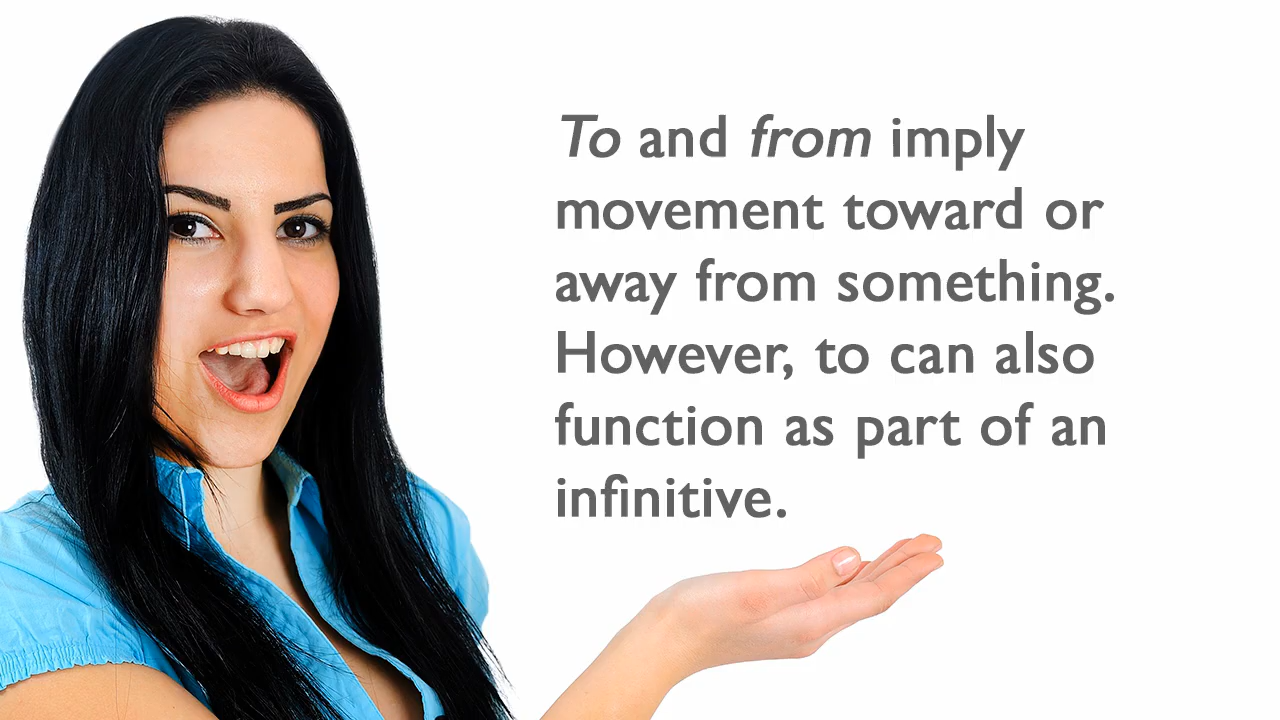 To and from imply
movement toward or
away from something.
However, to can also
function as part of an
infinitive.